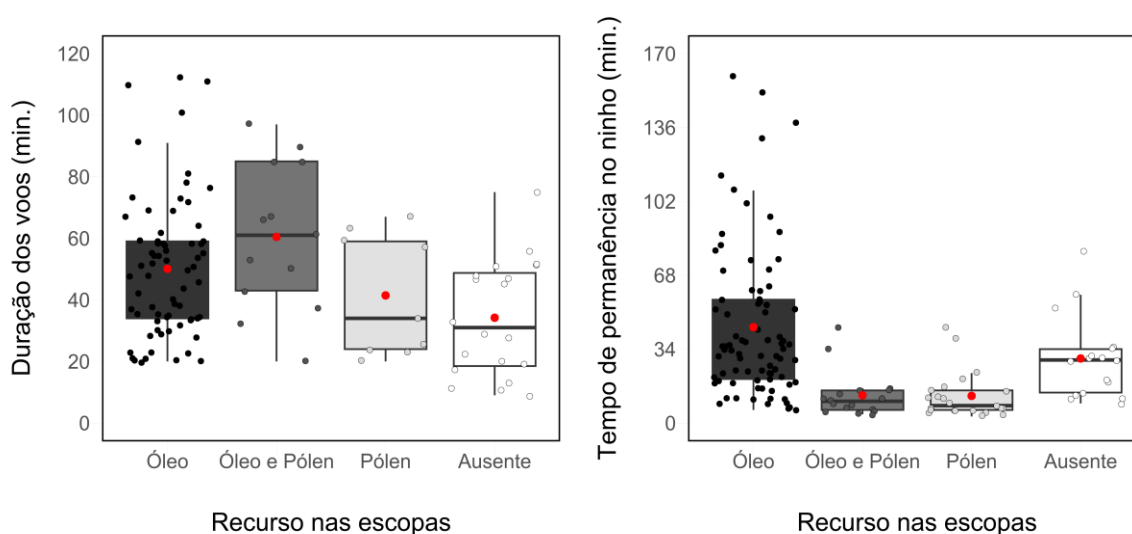 Duração dos voos (min.)
120
100
80
60
40
20
0
Óleo
Óleo e Pólen
Pólen
Ausente
Recurso nas escopas
Tempo de permanência no ninho (min.)
170
136
102
68
34
0
Óleo
Óleo e Pólen
Pólen
Ausente
Recurso nas escopas